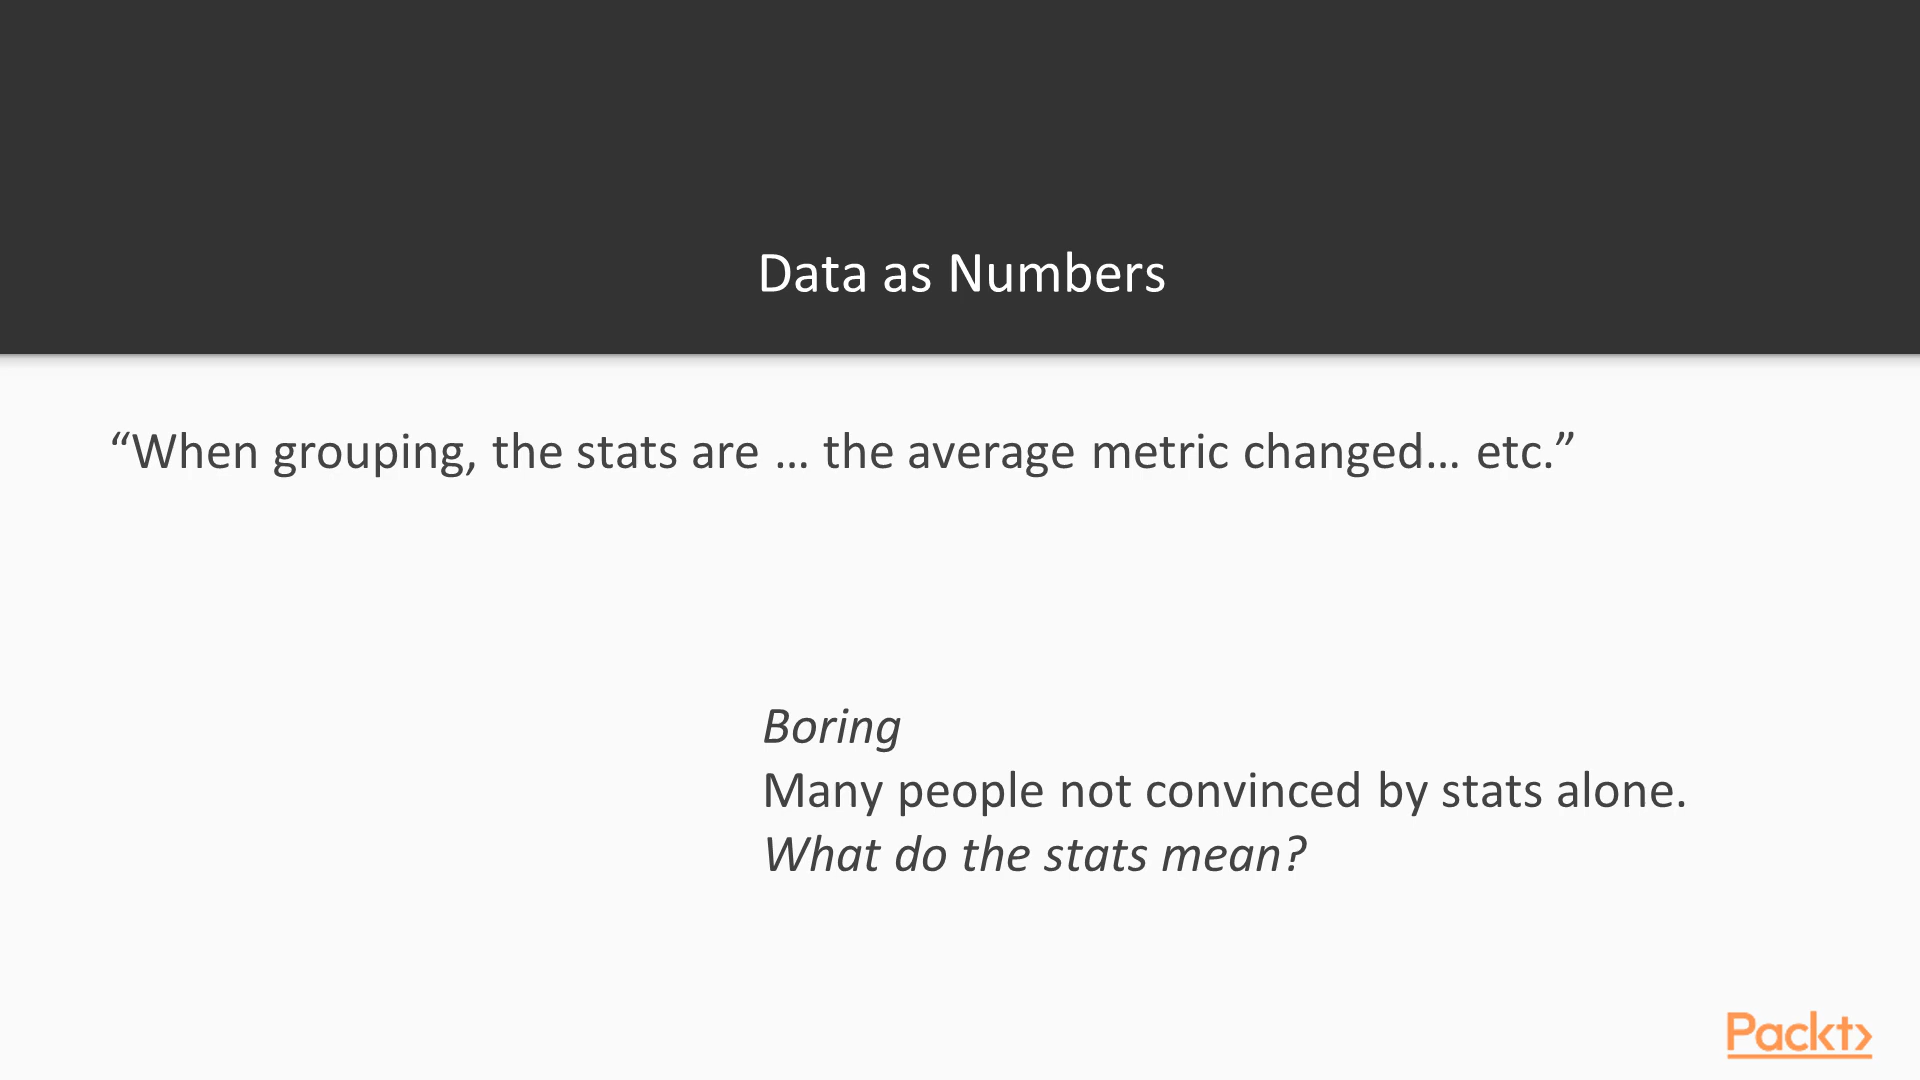 Data as Numbers
“When grouping, the stats are … the average metric changed… etc.”
Boring
Many people not convinced by stats alone.
What do the stats mean?
Packt>